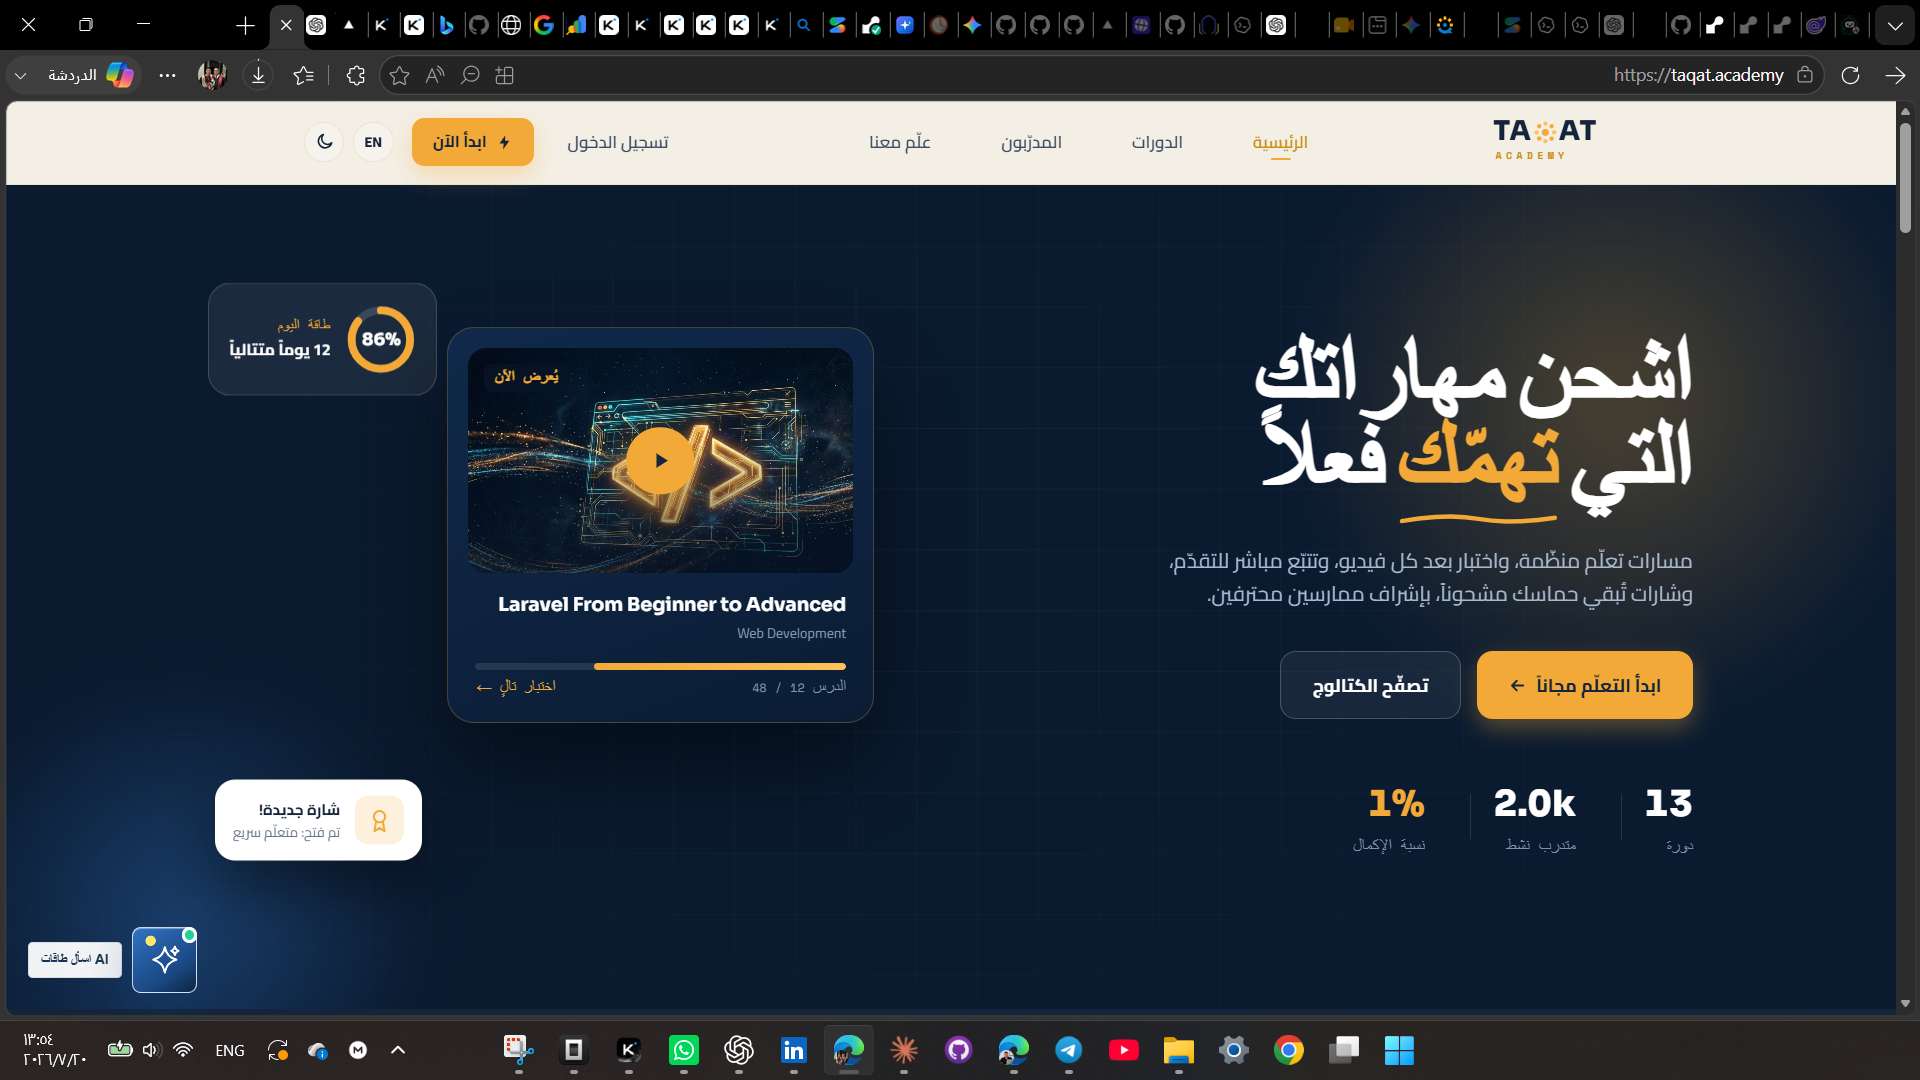 الدردشة
https://taqat.academy
TAQAT
ACADEMY
الرئيسية
الدورات
المدرّبون
علّم معنا
تسجيل الدخول
ابدأ الآن
EN
اشحن مهاراتك
التي تهمّك فعلاً
مسارات تعلّم منظّمة، واختبار بعد كل فيديو، وتتبّع مباشر للتقدّم،
وشارات تُبقي حماسك مشحوناً، بإشراف ممارسين محترفين.
ابدأ التعلّم مجاناً ←
تصفّح الكتالوج
13
دورة
2.0k
متدرب نشط
1%
نسبة الإكمال
86%
طاقة اليوم
12 يوماً متتالياً
يُعرض الآن
</>
Laravel From Beginner to Advanced
Web Development
الدرس 12 / 48
اختبار تالٍ ←
شارة جديدة!
تم فتح: متعلّم سريع
اسأل طاقات AI
ENG
١٣:٥٤
٢٠٢٦/٧/٢٠